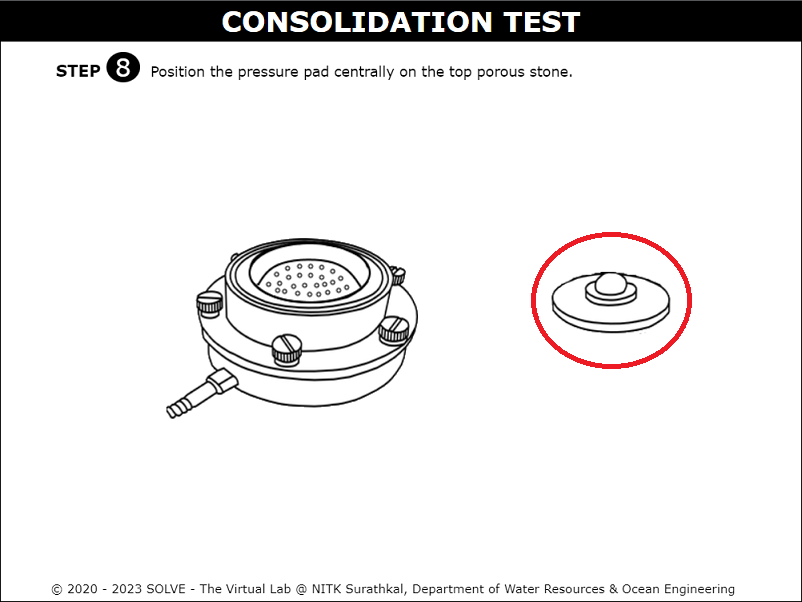 CONSOLIDATION TEST
STEP 8 Position the pressure pad centrally on the top porous stone.
© 2020 - 2023 SOLVE - The Virtual Lab @ NITK Surathkal, Department of Water Resources & Ocean Engineering